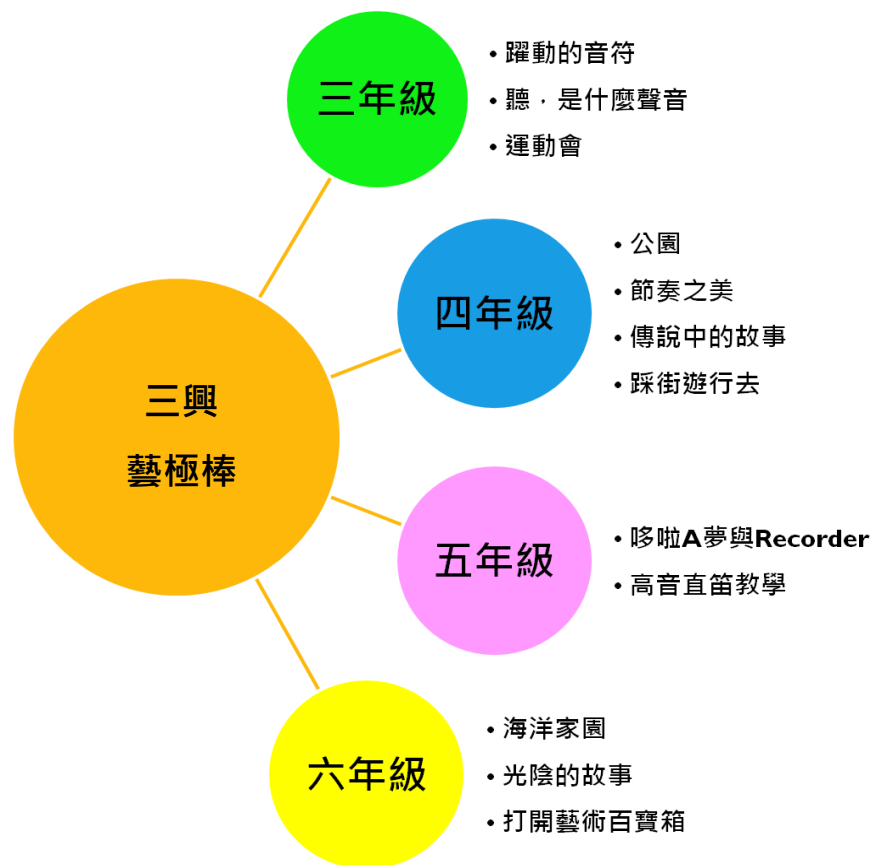 三興
藝極棒
三年級
• 躍動的音符
• 聽．是什麼聲音
• 運動會
四年級
• 公園
• 節奏之美
• 傳說中的故事
• 踩街遊行去
五年級
• 哆啦A夢與Recorder
• 高音直笛教學
六年級
• 海洋家園
• 光陰的故事
• 打開藝術百寶箱